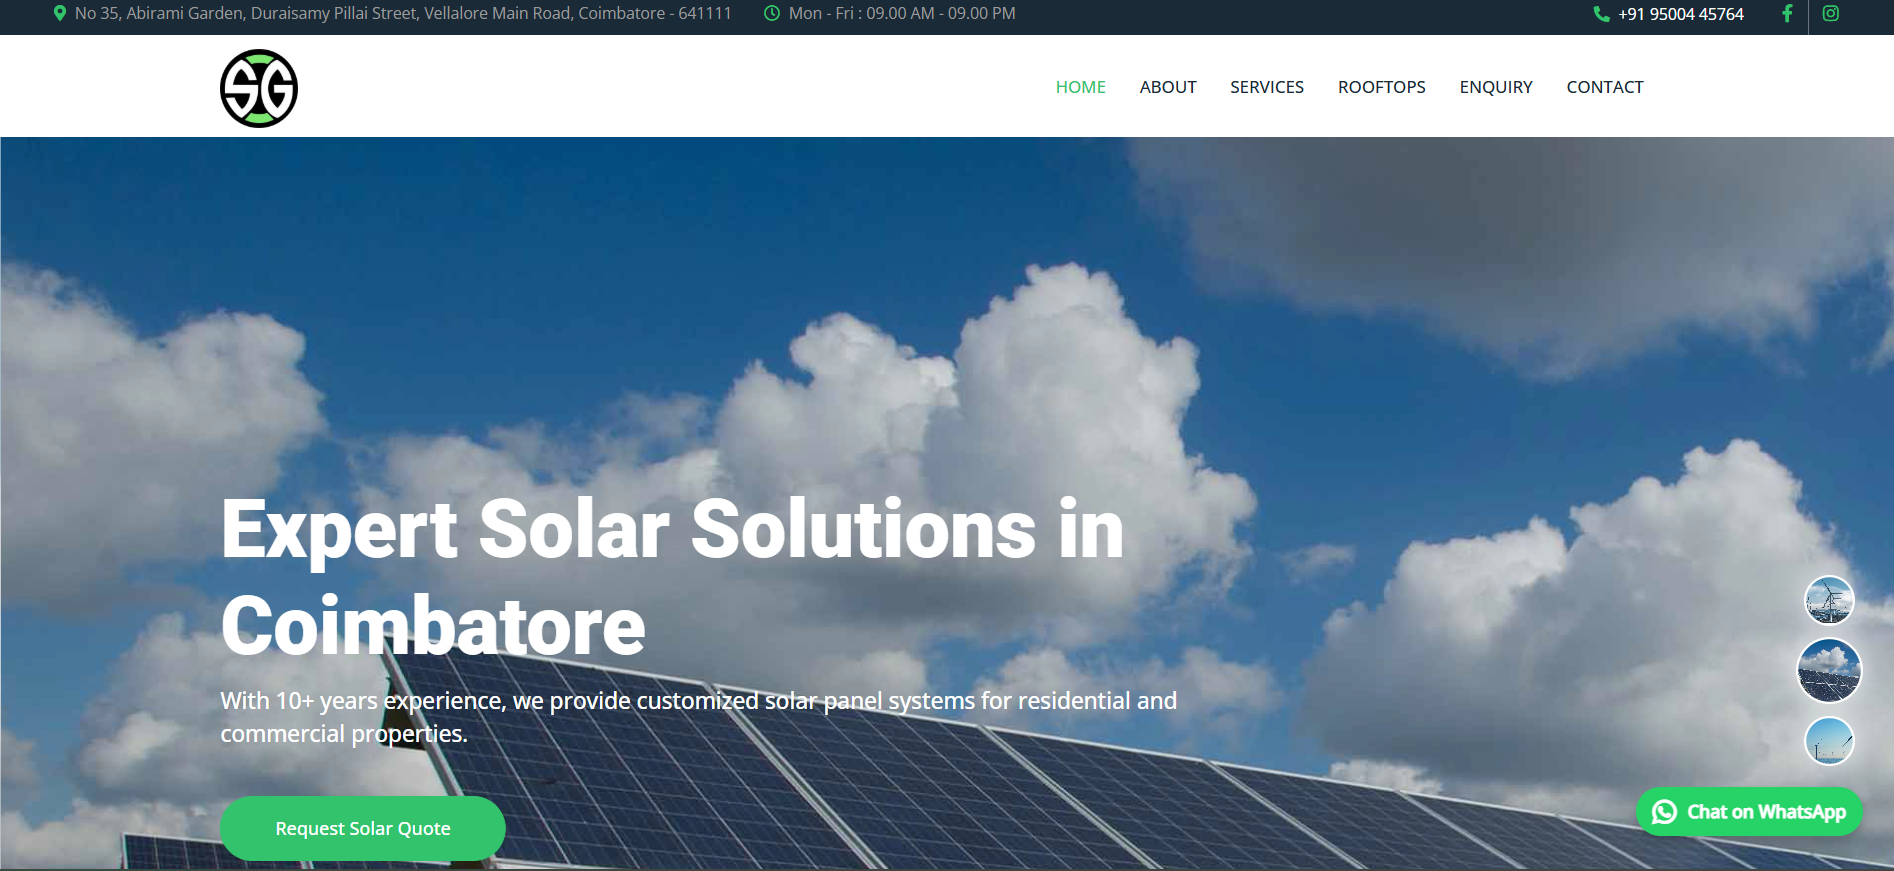 No 35, Abirami Garden, Duraisamy Pillai Street, Vellalore Main Road, Coimbatore - 641111
Mon - Fri : 09.00 AM - 09.00 PM
+91 95004 45764
SG
HOME
ABOUT
SERVICES
ROOFTOPS
ENQUIRY
CONTACT
Expert Solar Solutions in
Coimbatore
With 10+ years experience, we provide customized solar panel systems for residential and
commercial properties.
Request Solar Quote
Chat on WhatsApp